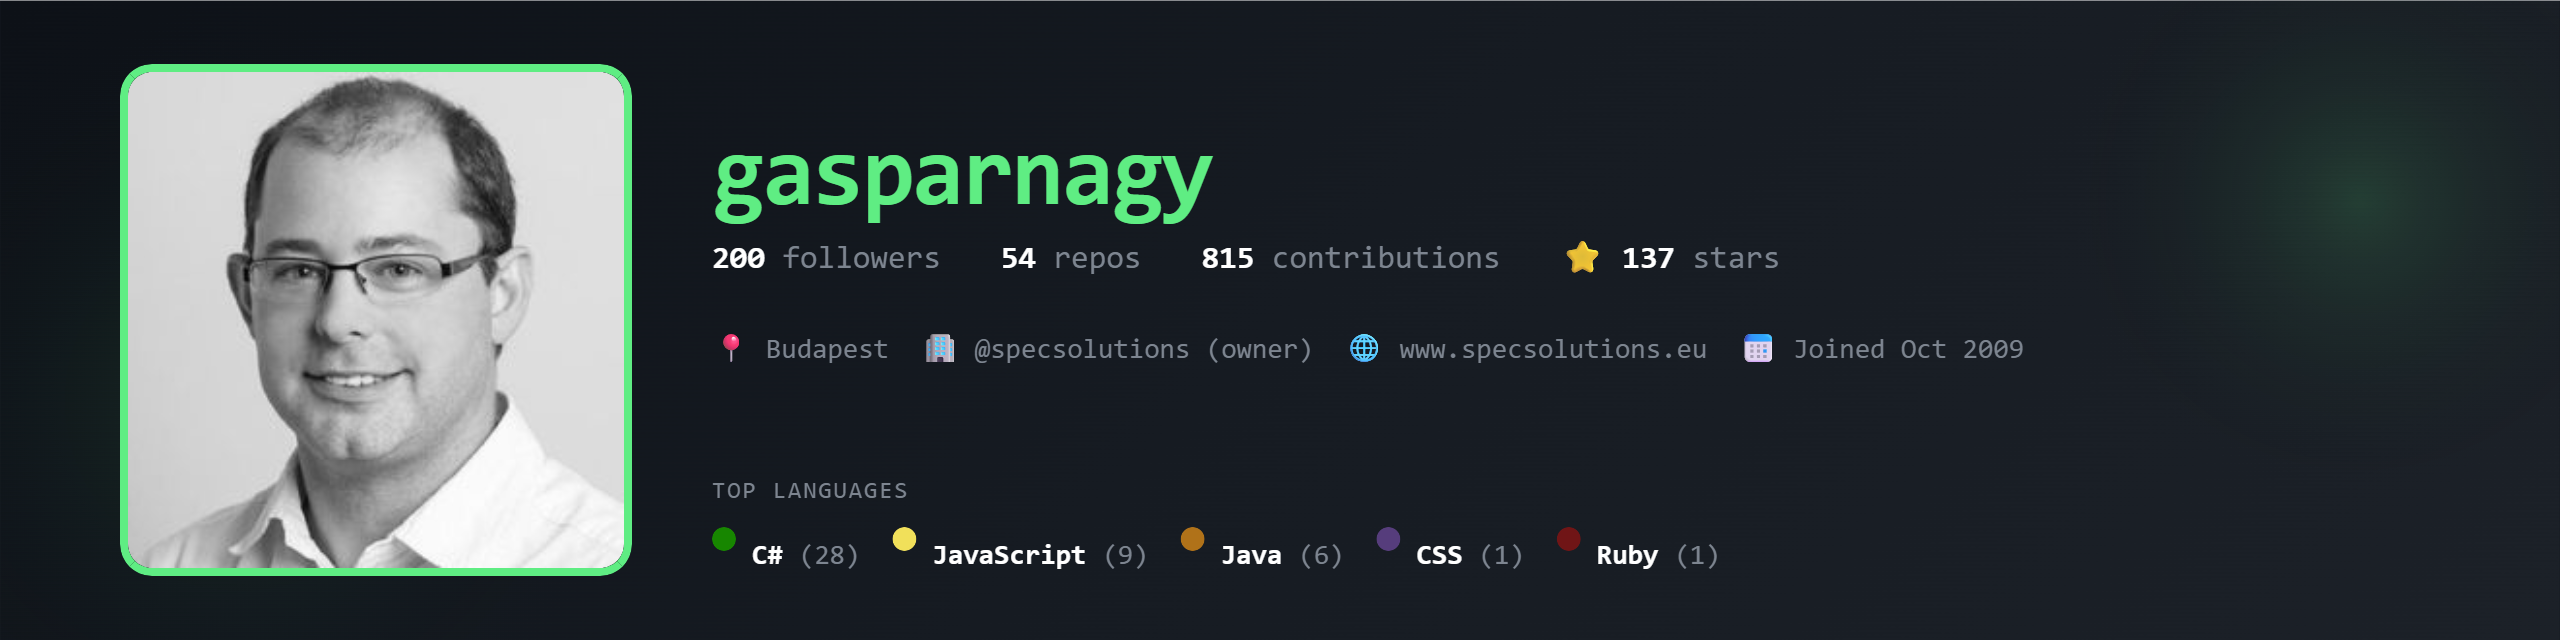 gasparnagy
200 followers 54 repos 815 contributions 137 stars
Budapest @specsolutions (owner) www.specsolutions.eu Joined Oct 2009
TOP LANGUAGES
C# (28) JavaScript (9) Java (6) CSS (1) Ruby (1)